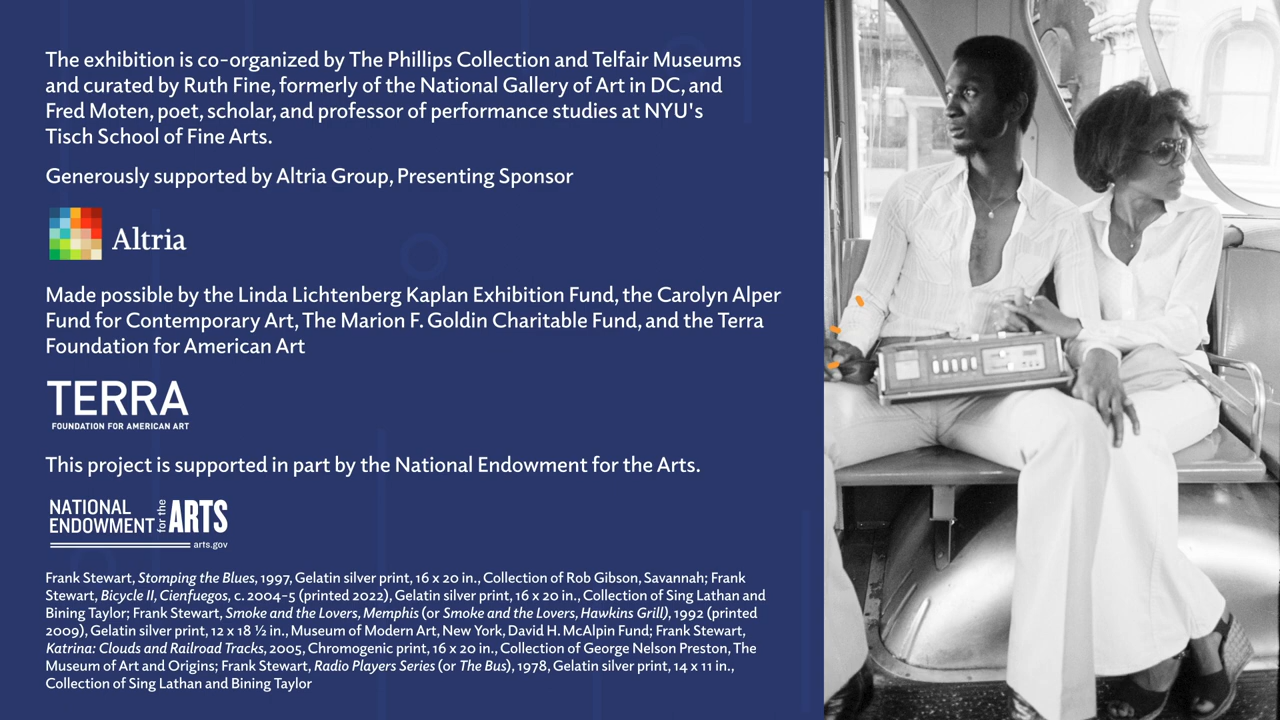 The exhibition is co-organized by The Phillips Collection and Telfair Museums
and curated by Ruth Fine, formerly of the National Gallery of Art in DC, and
Fred Moten, poet, scholar, and professor of performance studies at NYU's
Tisch School of Fine Arts.
Generously supported by Altria Group, Presenting Sponsor
Altria
Made possible by the Linda Lichtenberg Kaplan Exhibition Fund, the Carolyn Alper
Fund for Contemporary Art, The Marion F. Goldin Charitable Fund, and the Terra
Foundation for American Art
TERRA
FOUNDATION FOR AMERICAN ART
This project is supported in part by the National Endowment for the Arts.
NATIONAL
ENDOWMENT for the ARTS
arts.gov
Frank Stewart, Stomping the Blues, 1997, Gelatin silver print, 16 x 20 in., Collection of Rob Gibson, Savannah; Frank
Stewart, Bicycle II, Cienfuegos, c. 2004–5 (printed 2022), Gelatin silver print, 16 x 20 in., Collection of Sing Lathan and
Bining Taylor; Frank Stewart, Smoke and the Lovers, Memphis (or Smoke and the Lovers, Hawkins Grill), 1992 (printed
2009), Gelatin silver print, 12 x 18 ½ in., Museum of Modern Art, New York, David H. McAlpin Fund; Frank Stewart,
Katrina: Clouds and Railroad Tracks, 2005, Chromogenic print, 16 x 20 in., Collection of George Nelson Preston, The
Museum of Art and Origins; Frank Stewart, Radio Players Series (or The Bus), 1978, Gelatin silver print, 14 x 11 in.,
Collection of Sing Lathan and Bining Taylor